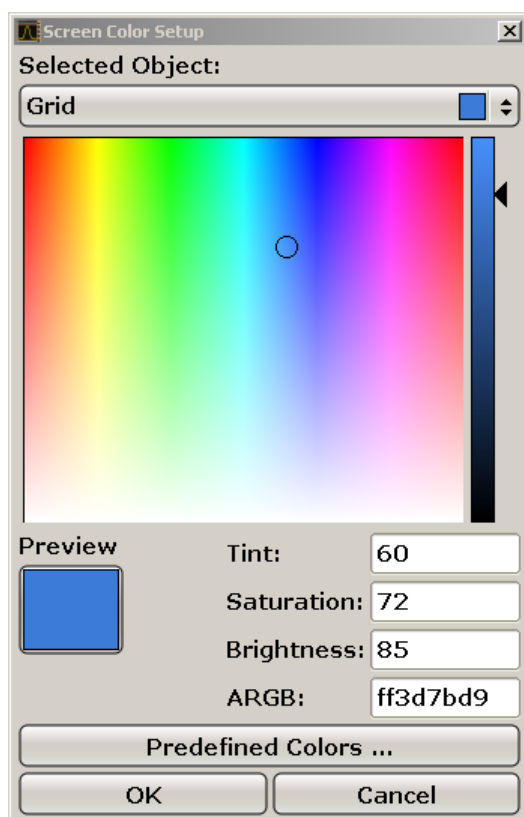 Screen Color Setup
Selected Object:
Grid
Preview
Tint: 60
Saturation: 72
Brightness: 85
ARGB: ff3d7bd9
Predefined Colors ...
OK Cancel